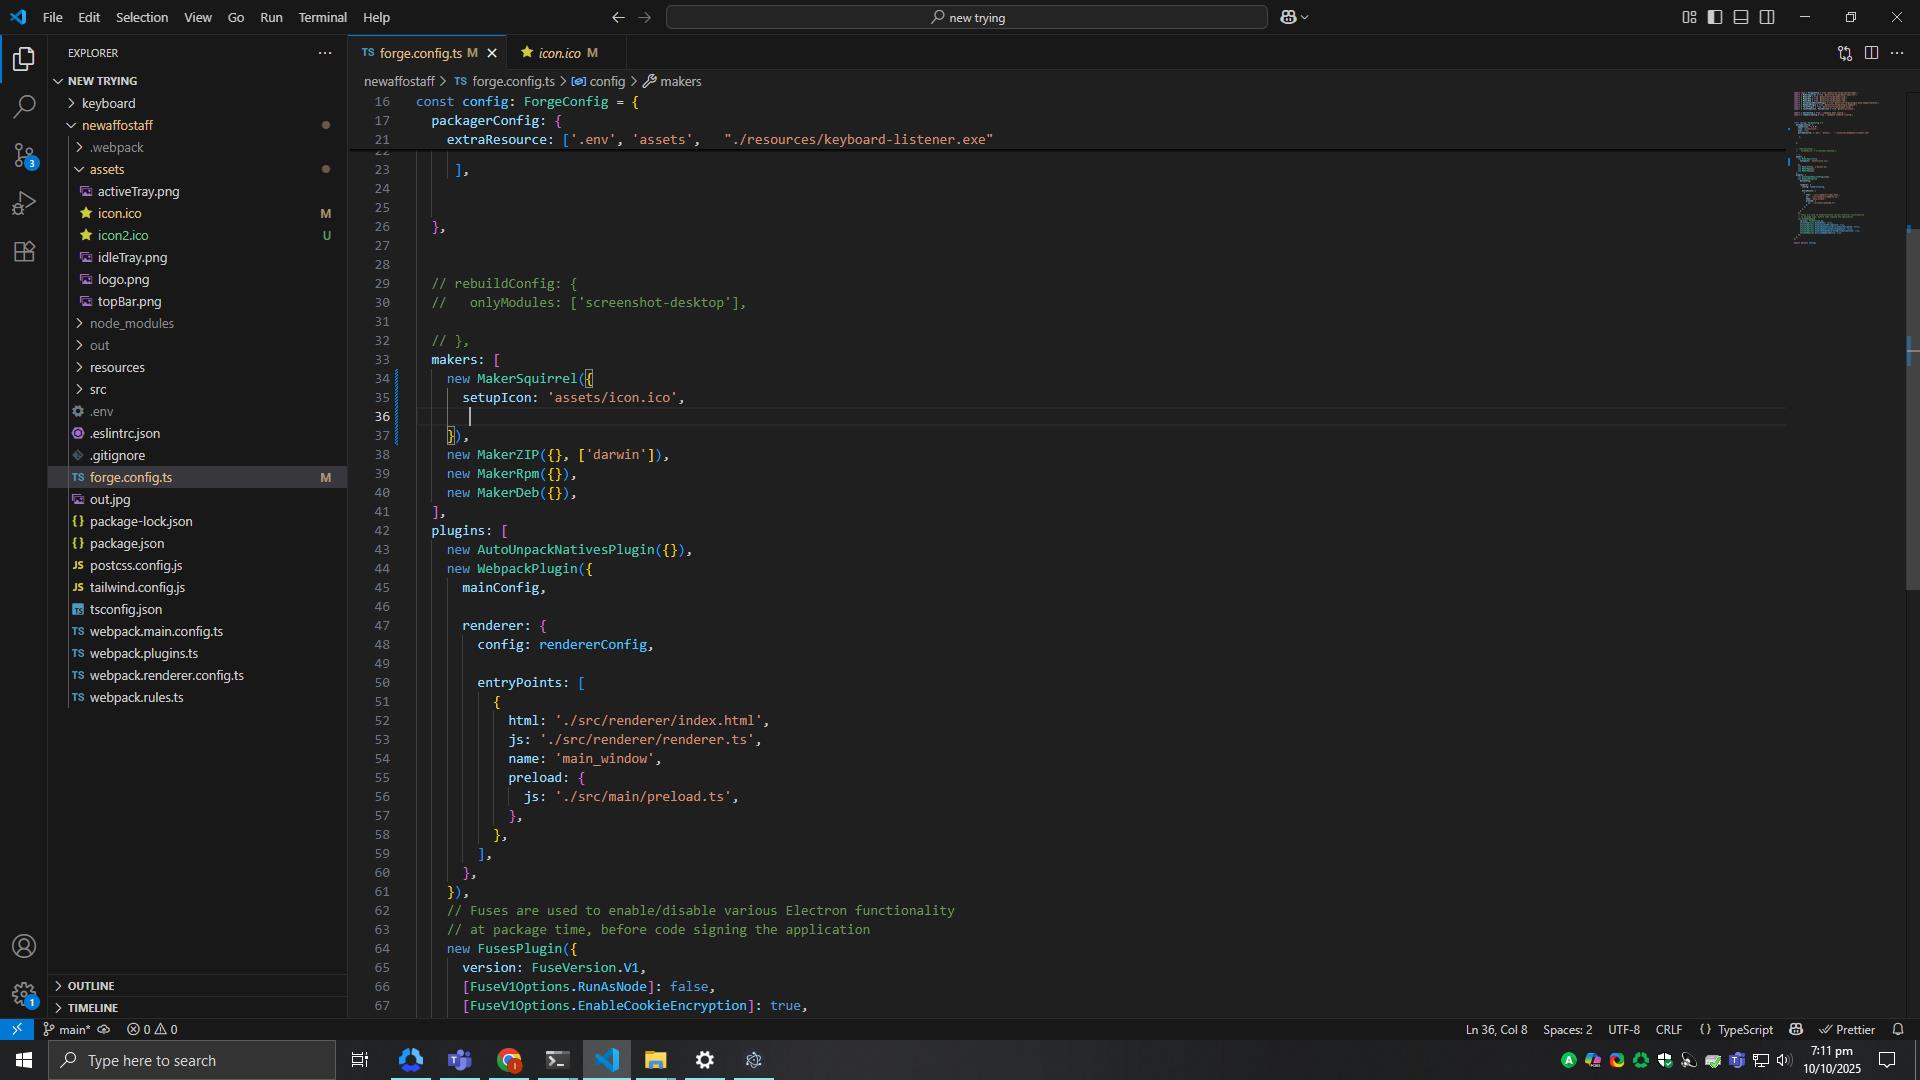 File Edit Selection View Go Run Terminal Help
new trying
EXPLORER
NEW TRYING
keyboard
newaffostaff
.webpack
assets
activeTray.png
icon.ico M
icon2.ico U
idleTray.png
logo.png
topBar.png
node_modules
out
resources
src
.env
.eslintrc.json
.gitignore
TS forge.config.ts M
out.jpg
{} package-lock.json
{} package.json
JS postcss.config.js
JS tailwind.config.js
tsconfig.json
TS webpack.main.config.ts
TS webpack.plugins.ts
TS webpack.renderer.config.ts
TS webpack.rules.ts
OUTLINE
TIMELINE
3
1
TS forge.config.ts M
icon.ico M
newaffostaff > TS forge.config.ts > config > makers
16 const config: ForgeConfig = {
17 packagerConfig: {
21 extraResource: ['.env', 'assets', "./resources/keyboard-listener.exe"
22
23 ],
24
25
26 },
27
28
29 // rebuildConfig: {
30 // onlyModules: ['screenshot-desktop'],
31
32 // },
33 makers: [
34 new MakerSquirrel({
35 setupIcon: 'assets/icon.ico',
36
37 }),
38 new MakerZIP({}, ['darwin']),
39 new MakerRpm({}),
40 new MakerDeb({}),
41 ],
42 plugins: [
43 new AutoUnpackNativesPlugin({}),
44 new WebpackPlugin({
45 mainConfig,
46
47 renderer: {
48 config: rendererConfig,
49
50 entryPoints: [
51 {
52 html: './src/renderer/index.html',
53 js: './src/renderer/renderer.ts',
54 name: 'main_window',
55 preload: {
56 js: './src/main/preload.ts',
57 },
58 },
59 ],
60 },
61 }),
62 // Fuses are used to enable/disable various Electron functionality
63 // at package time, before code signing the application
64 new FusesPlugin({
65 version: FuseVersion.V1,
66 [FuseV1Options.RunAsNode]: false,
67 [FuseV1Options.EnableCookieEncryption]: true,
main* 0 0
Ln 36, Col 8 Spaces: 2 UTF-8 CRLF {} TypeScript Prettier
Type here to search
7:11 pm
10/10/2025